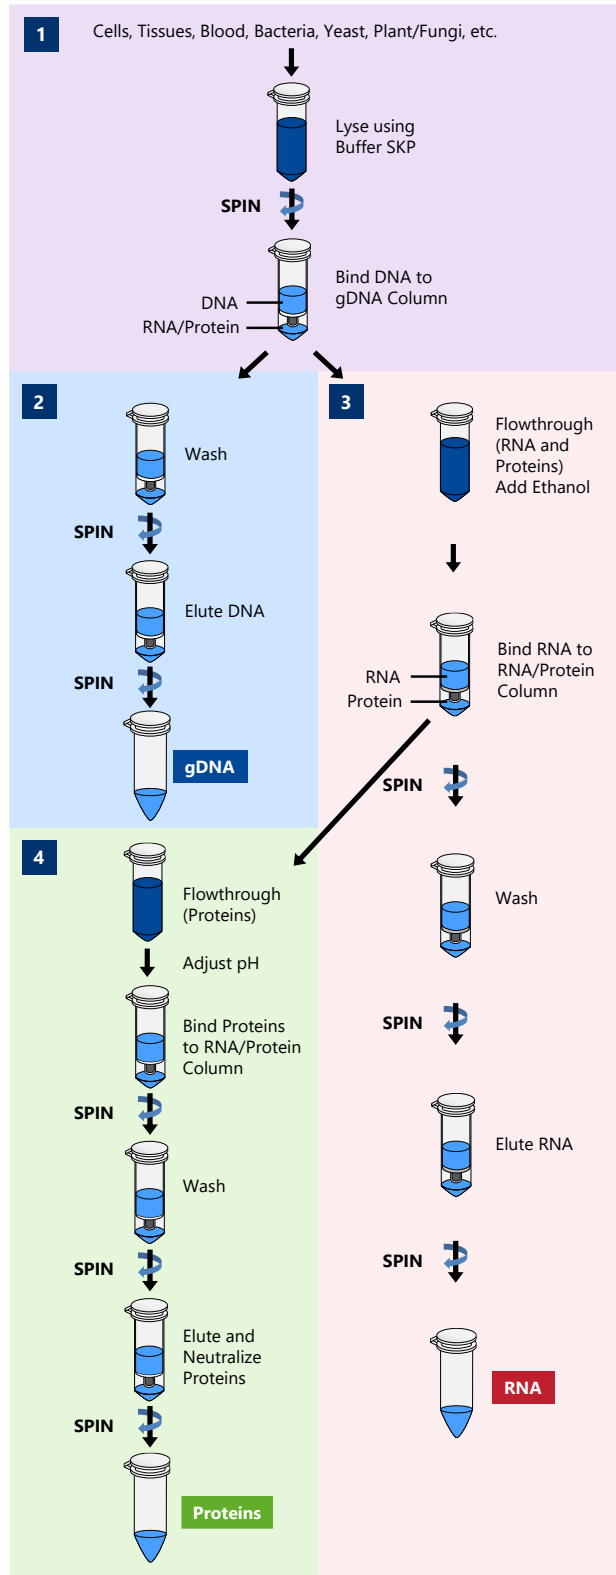 1
Cells, Tissues, Blood, Bacteria, Yeast, Plant/Fungi, etc.
Lyse using
Buffer SKP
SPIN
Bind DNA to
gDNA Column
DNA
RNA/Protein
2
Wash
SPIN
Elute DNA
SPIN
gDNA
3
Flowthrough
(RNA and
Proteins)
Add Ethanol
Bind RNA to
RNA/Protein
Column
RNA
Protein
SPIN
Wash
SPIN
Elute RNA
SPIN
RNA
4
Flowthrough
(Proteins)
Adjust pH
Bind Proteins
to RNA/Protein
Column
SPIN
Wash
SPIN
Elute and
Neutralize
Proteins
SPIN
Proteins